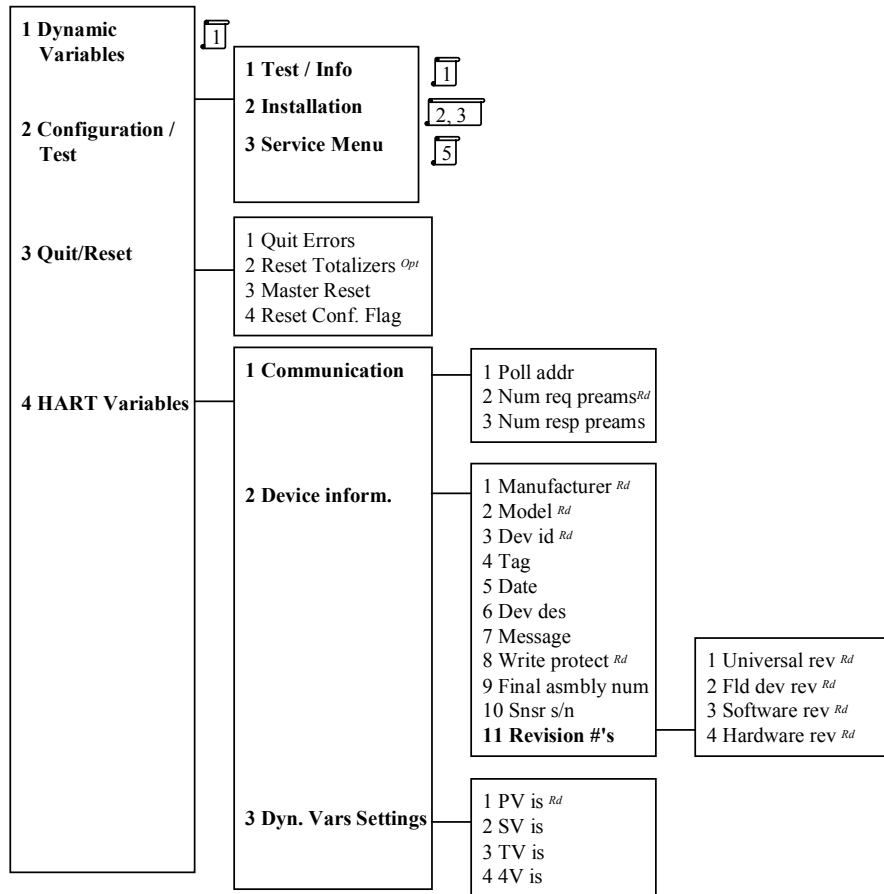 1 Dynamic
Variables
1
2 Configuration /
Test
3 Quit/Reset
4 HART Variables
1 Test / Info
1
2 Installation
2, 3
3 Service Menu
5
1 Quit Errors
2 Reset Totalizers Opt
3 Master Reset
4 Reset Conf. Flag
1 Communication
2 Device inform.
3 Dyn. Vars Settings
1 Poll addr
2 Num req preams Rd
3 Num resp preams
1 Manufacturer Rd
2 Model Rd
3 Dev id Rd
4 Tag
5 Date
6 Dev des
7 Message
8 Write protect Rd
9 Final asmbly num
10 Snsr s/n
11 Revision #'s
1 Universal rev Rd
2 Fld dev rev Rd
3 Software rev Rd
4 Hardware rev Rd
1 PV is Rd
2 SV is
3 TV is
4 4V is